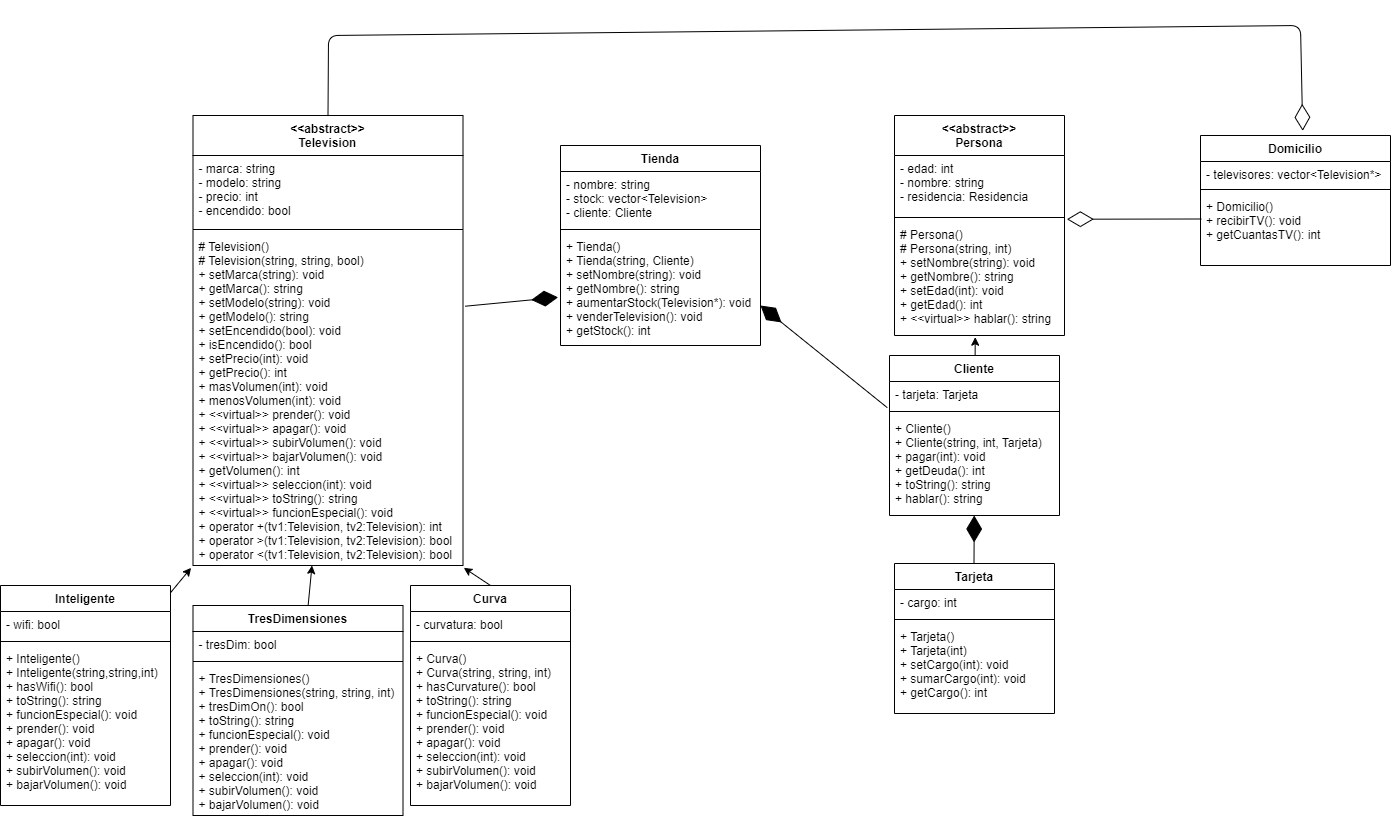 <<abstract>>
Television
- marca: string
- modelo: string
- precio: int
- encendido: bool
# Television()
# Television(string, string, bool)
+ setMarca(string): void
+ getMarca(): string
+ setModelo(string): void
+ getModelo(): string
+ setEncendido(bool): void
+ isEncendido(): bool
+ setPrecio(int): void
+ getPrecio(): int
+ masVolumen(int): void
+ menosVolumen(int): void
+ <<virtual>> prender(): void
+ <<virtual>> apagar(): void
+ <<virtual>> subirVolumen(): void
+ <<virtual>> bajarVolumen(): void
+ getVolumen(): int
+ <<virtual>> seleccion(int): void
+ <<virtual>> toString(): string
+ <<virtual>> funcionEspecial(): void
+ operator +(tv1:Television, tv2:Television): int
+ operator >(tv1:Television, tv2:Television): bool
+ operator <(tv1:Television, tv2:Television): bool
Tienda
- nombre: string
- stock: vector<Television>
- cliente: Cliente
+ Tienda()
+ Tienda(string, Cliente)
+ setNombre(string): void
+ getNombre(): string
+ aumentarStock(Television*): void
+ venderTelevision(): void
+ getStock(): int
<<abstract>>
Persona
- edad: int
- nombre: string
- residencia: Residencia
# Persona()
# Persona(string, int)
+ setNombre(string): void
+ getNombre(): string
+ setEdad(int): void
+ getEdad(): int
+ <<virtual>> hablar(): string
Domicilio
- televisores: vector<Television*>
+ Domicilio()
+ recibirTV(): void
+ getCuantasTV(): int
Cliente
- tarjeta: Tarjeta
+ Cliente()
+ Cliente(string, int, Tarjeta)
+ pagar(int): void
+ getDeuda(): int
+ toString(): string
+ hablar(): string
Tarjeta
- cargo: int
+ Tarjeta()
+ Tarjeta(int)
+ setCargo(int): void
+ sumarCargo(int): void
+ getCargo(): int
Inteligente
- wifi: bool
+ Inteligente()
+ Inteligente(string,string,int)
+ hasWifi(): bool
+ toString(): string
+ funcionEspecial(): void
+ prender(): void
+ apagar(): void
+ seleccion(int): void
+ subirVolumen(): void
+ bajarVolumen(): void
TresDimensiones
- tresDim: bool
+ TresDimensiones()
+ TresDimensiones(string, string, int)
+ tresDimOn(): bool
+ toString(): string
+ funcionEspecial(): void
+ prender(): void
+ apagar(): void
+ seleccion(int): void
+ subirVolumen(): void
+ bajarVolumen(): void
Curva
- curvatura: bool
+ Curva()
+ Curva(string, string, int)
+ hasCurvature(): bool
+ toString(): string
+ funcionEspecial(): void
+ prender(): void
+ apagar(): void
+ seleccion(int): void
+ subirVolumen(): void
+ bajarVolumen(): void